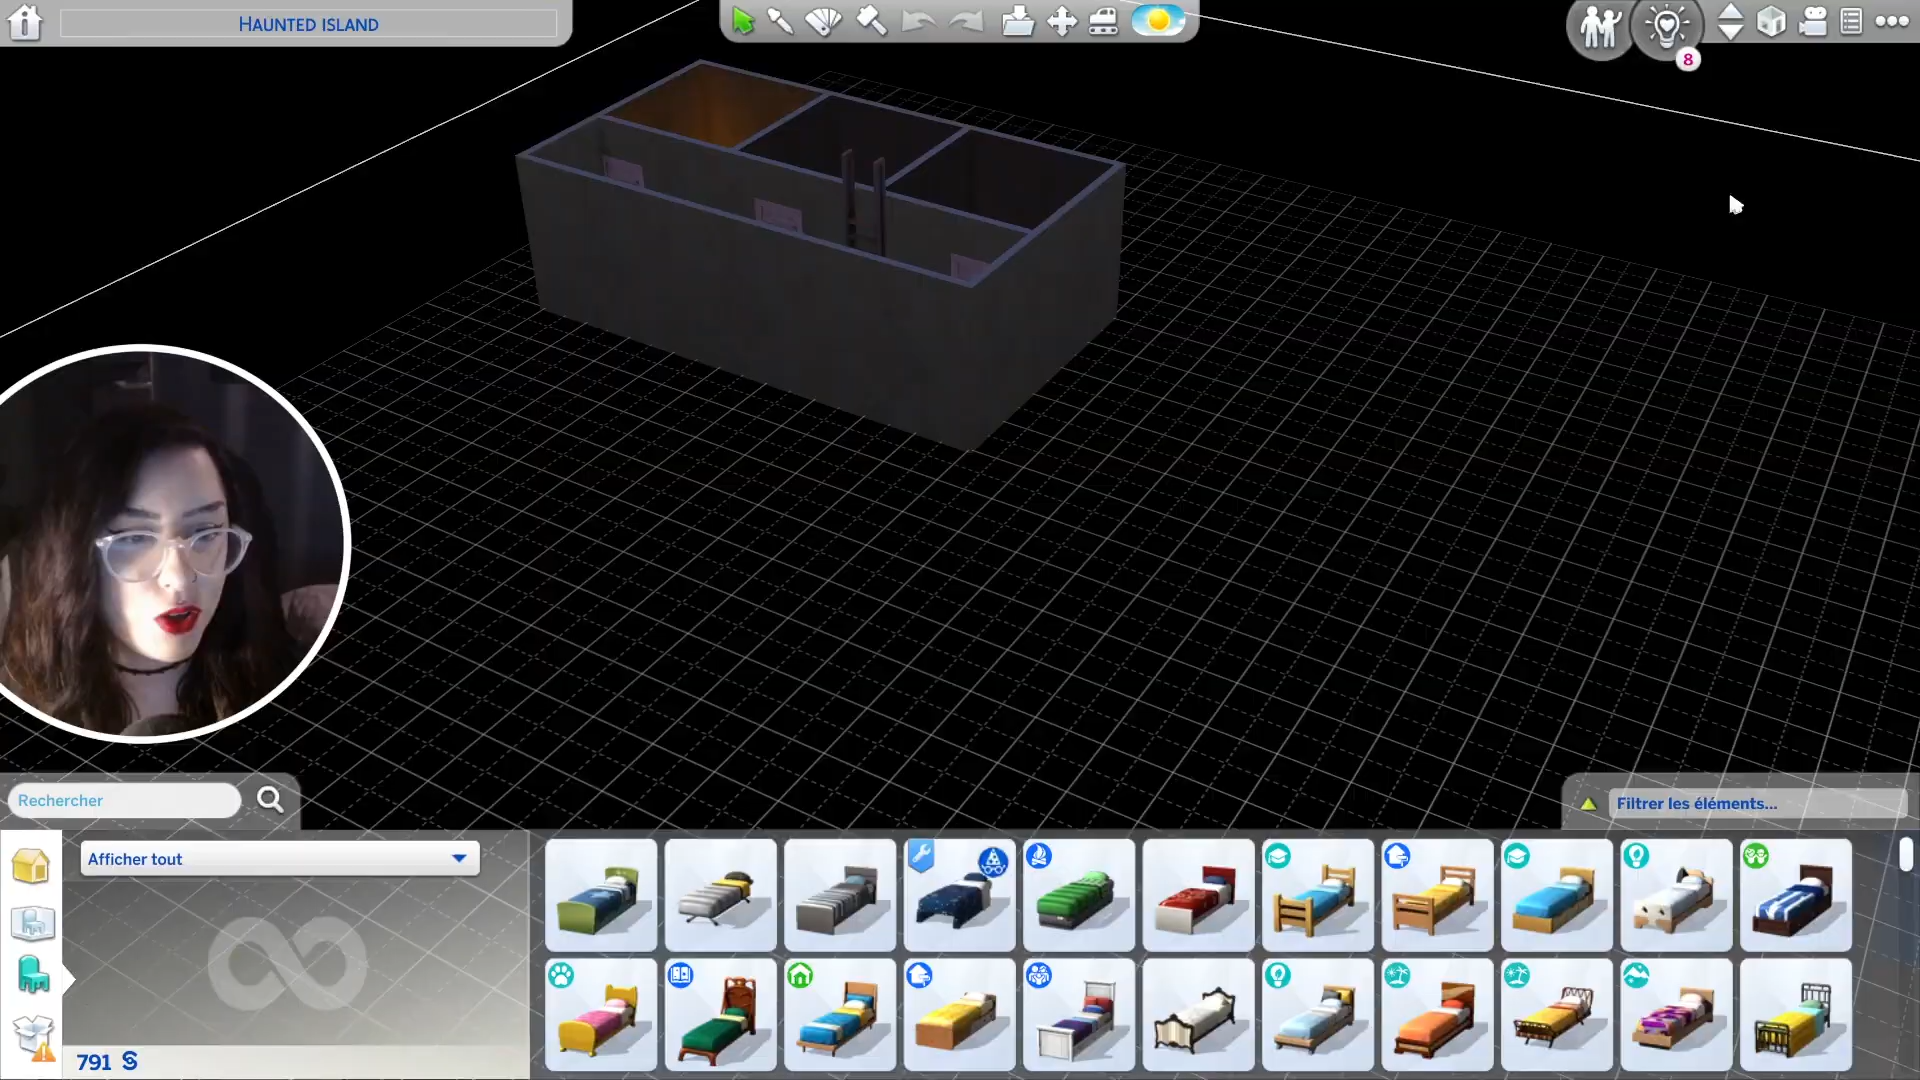 HAUNTED ISLAND
8
Rechercher
Filtrer les éléments...
Afficher tout
791 §